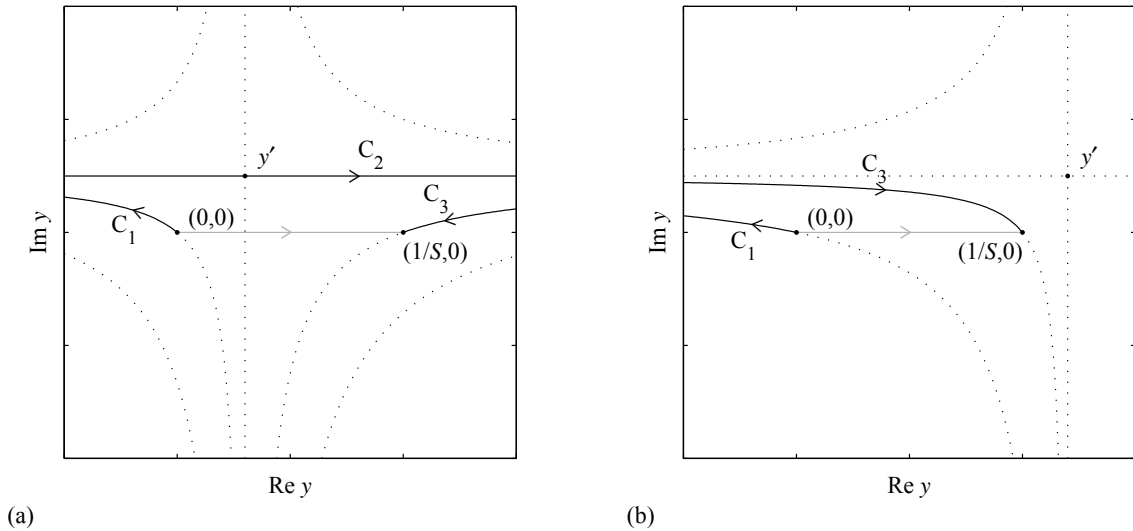 y′
C₂
C₃
C₁
(0,0)
(1/S,0)
Im y
Re y
(a)
y′
C₃
(0,0)
C₁
(1/S,0)
Im y
Re y
(b)